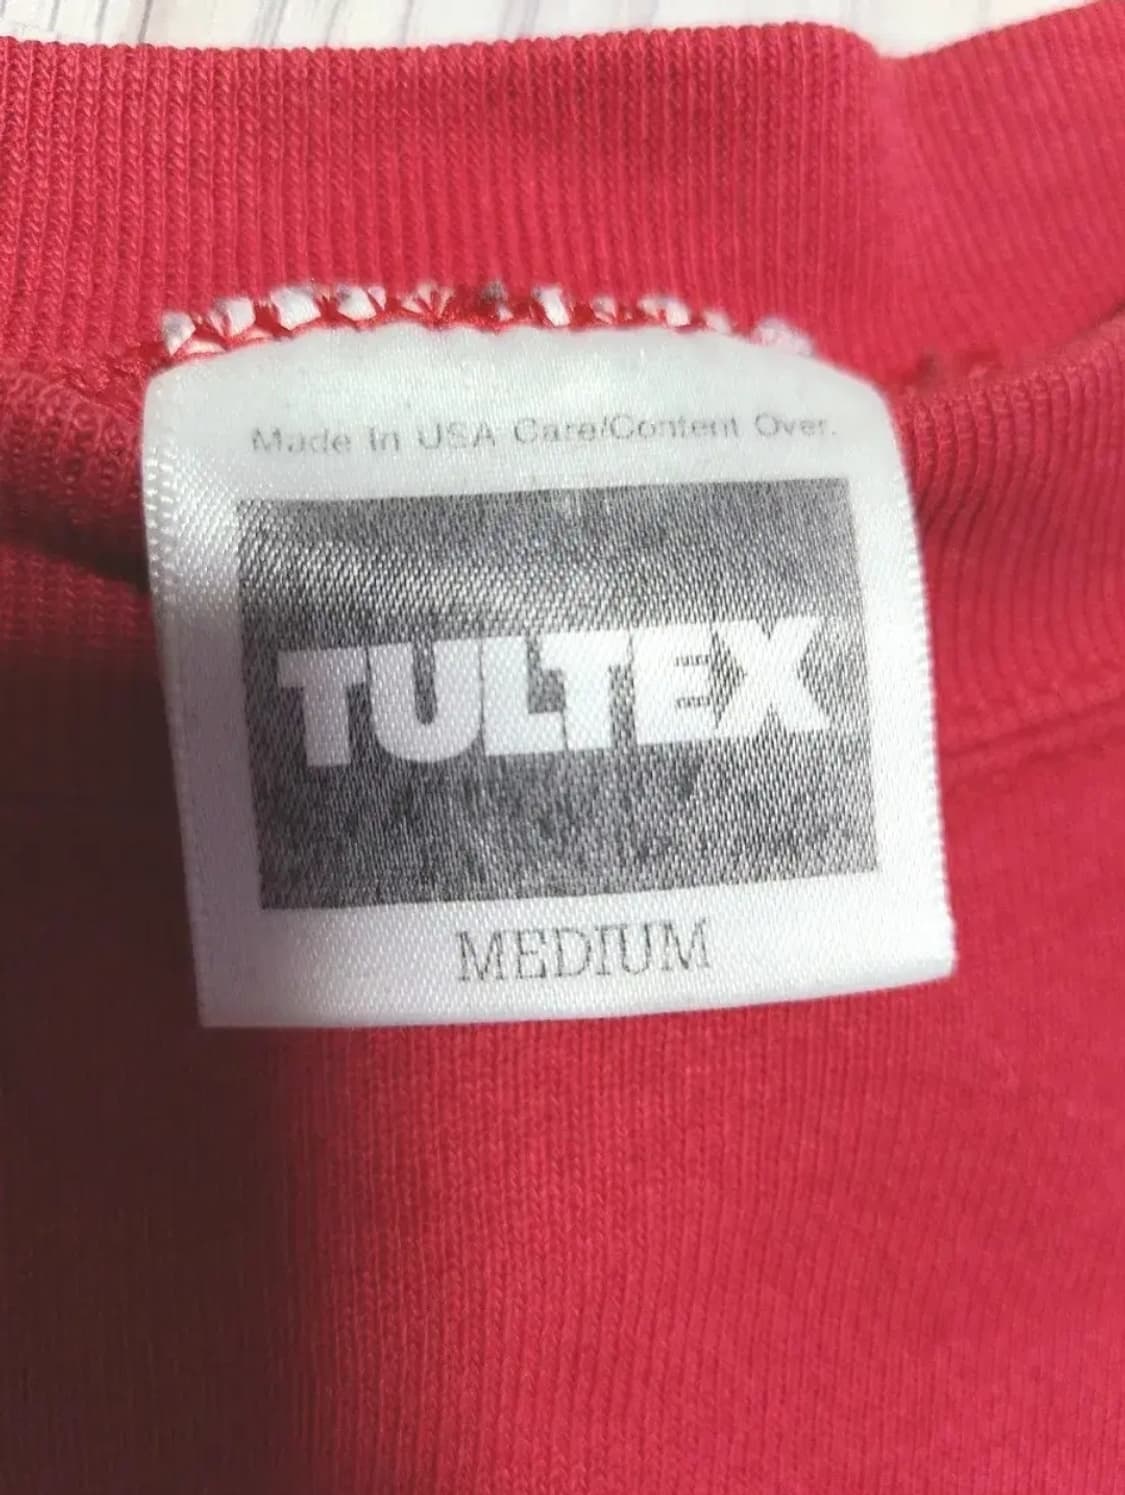 Made In USA Care/Content Over.
TULTEX
MEDIUM